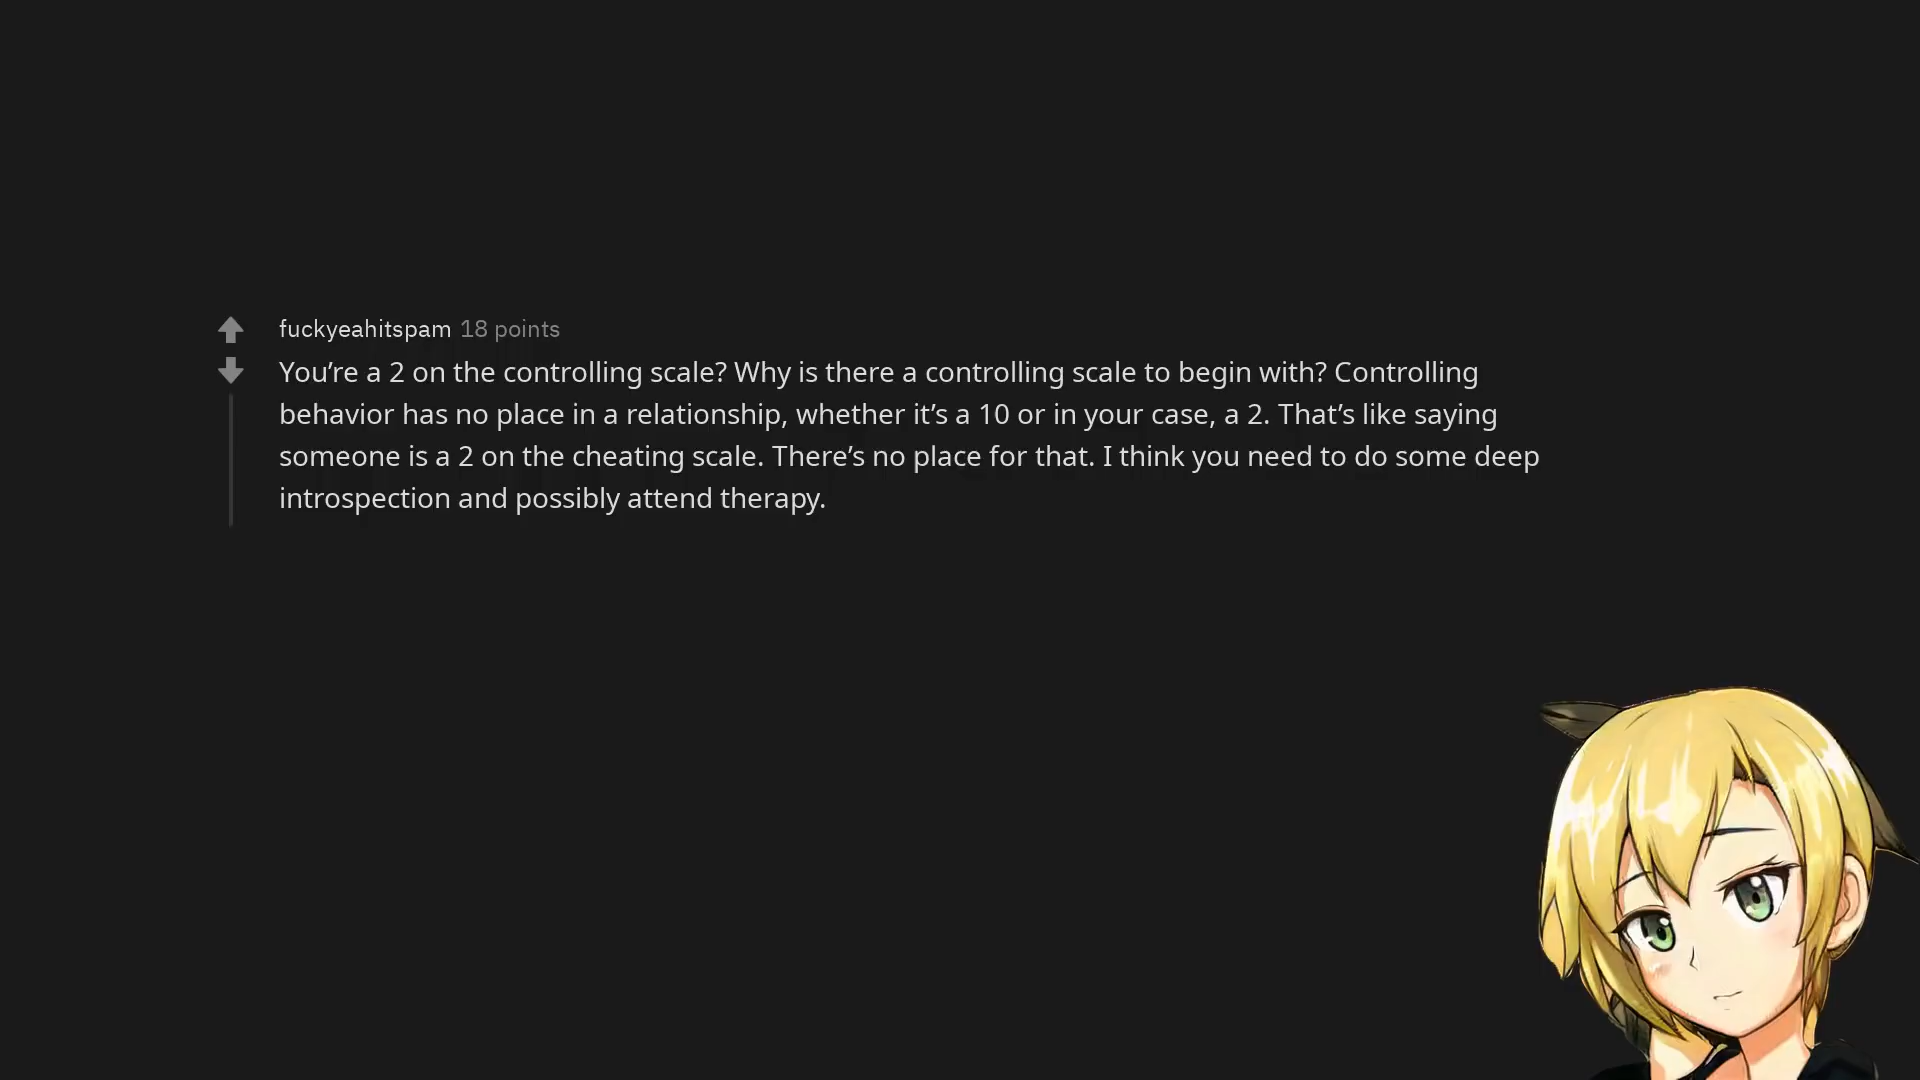 fuckyeahitspam 18 points
You’re a 2 on the controlling scale? Why is there a controlling scale to begin with? Controlling
behavior has no place in a relationship, whether it’s a 10 or in your case, a 2. That’s like saying
someone is a 2 on the cheating scale. There’s no place for that. I think you need to do some deep
introspection and possibly attend therapy.